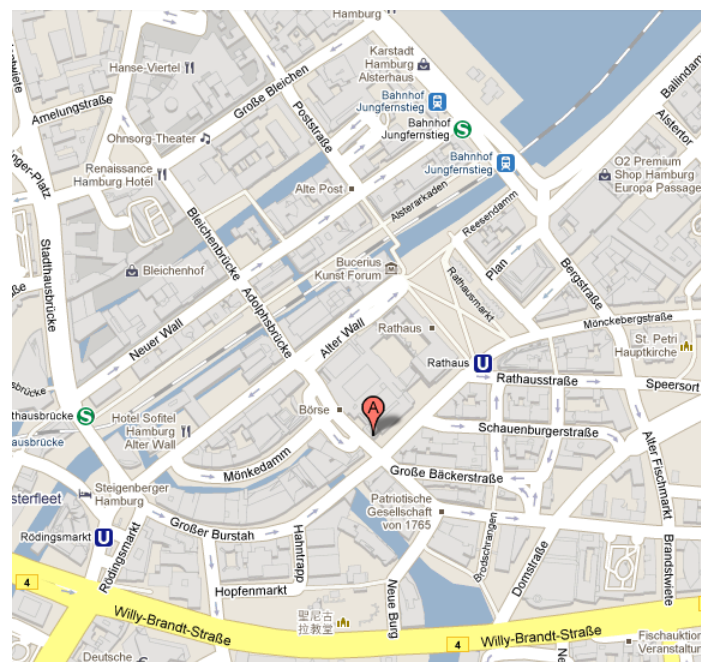 Hamburg
Karstadt
Hamburg
Alsterhaus
Hanse-Viertel
Große Bleichen
Bahnhof
Jungfernstieg
Bahnhof
Jungfernstieg
S
Ballindamm
Amelungstraße
Poststraße
Alstertor
Ohnsorg-Theater
Bahnhof
Jungfernstieg
O2 Premium
Shop Hamburg
Europa Passage
Renaissance
Hamburg Hotel
Alte Post
Alsterarkaden
Reesendamm
Stadthausbrücke
Bleichenbrücke
Bleichenhof
Bucerius
Kunst Forum
Plan
Bergstraße
Rathausmarkt
Adolphsbrücke
Neuer Wall
Alter Wall
Rathaus
Mönckebergstraße
St. Petri
Hauptkirche
Rathaus
U
Rathausstraße
Speersort
S
Hotel Sofitel
Hamburg
Alter Wall
Börse
A
Schauenburgerstraße
Alter Fischmarkt
Mönkedamm
Große Bäckerstraße
Steigenberger
Hamburg
Patriotische
Gesellschaft
von 1765
Großer Burstah
Rödingsmarkt
U
Rödingsmarkt
Hahntrapp
Brodschrangen
Domstraße
Brandstwiete
4
Hopfenmarkt
Neue Burg
Willy-Brandt-Straße
聖尼古
拉教堂
4
Willy-Brandt-Straße
4
Deutsche